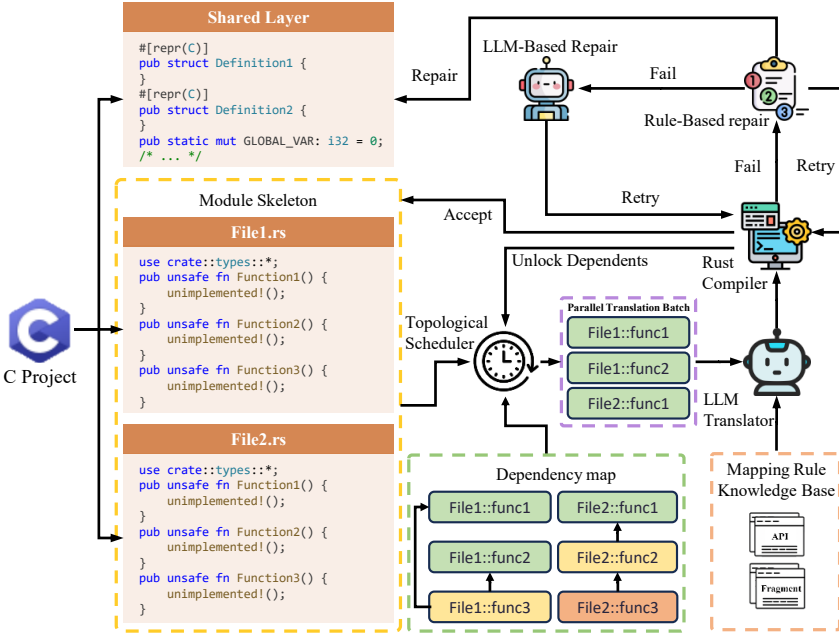 Shared Layer
#[repr(C)]
pub struct Definition1 {
}
#[repr(C)]
pub struct Definition2 {
}
pub static mut GLOBAL_VAR: i32 = 0;
/* ... */
Module Skeleton
File1.rs
use crate::types::*;
pub unsafe fn Function1() {
unimplemented!();
}
pub unsafe fn Function2() {
unimplemented!();
}
pub unsafe fn Function3() {
unimplemented!();
}
File2.rs
use crate::types::*;
pub unsafe fn Function1() {
unimplemented!();
}
pub unsafe fn Function2() {
unimplemented!();
}
pub unsafe fn Function3() {
unimplemented!();
}
C
C Project
Repair
LLM-Based Repair
Fail
1
2
3
Rule-Based repair
Fail
Retry
Retry
Accept
Unlock Dependents
Rust
Compiler
Topological
Scheduler
Parallel Translation Batch
File1::func1
File1::func2
File2::func1
LLM
Translator
Dependency map
File1::func1
File2::func1
File1::func2
File2::func2
File1::func3
File2::func3
Mapping Rule
Knowledge Base
API
Fragment